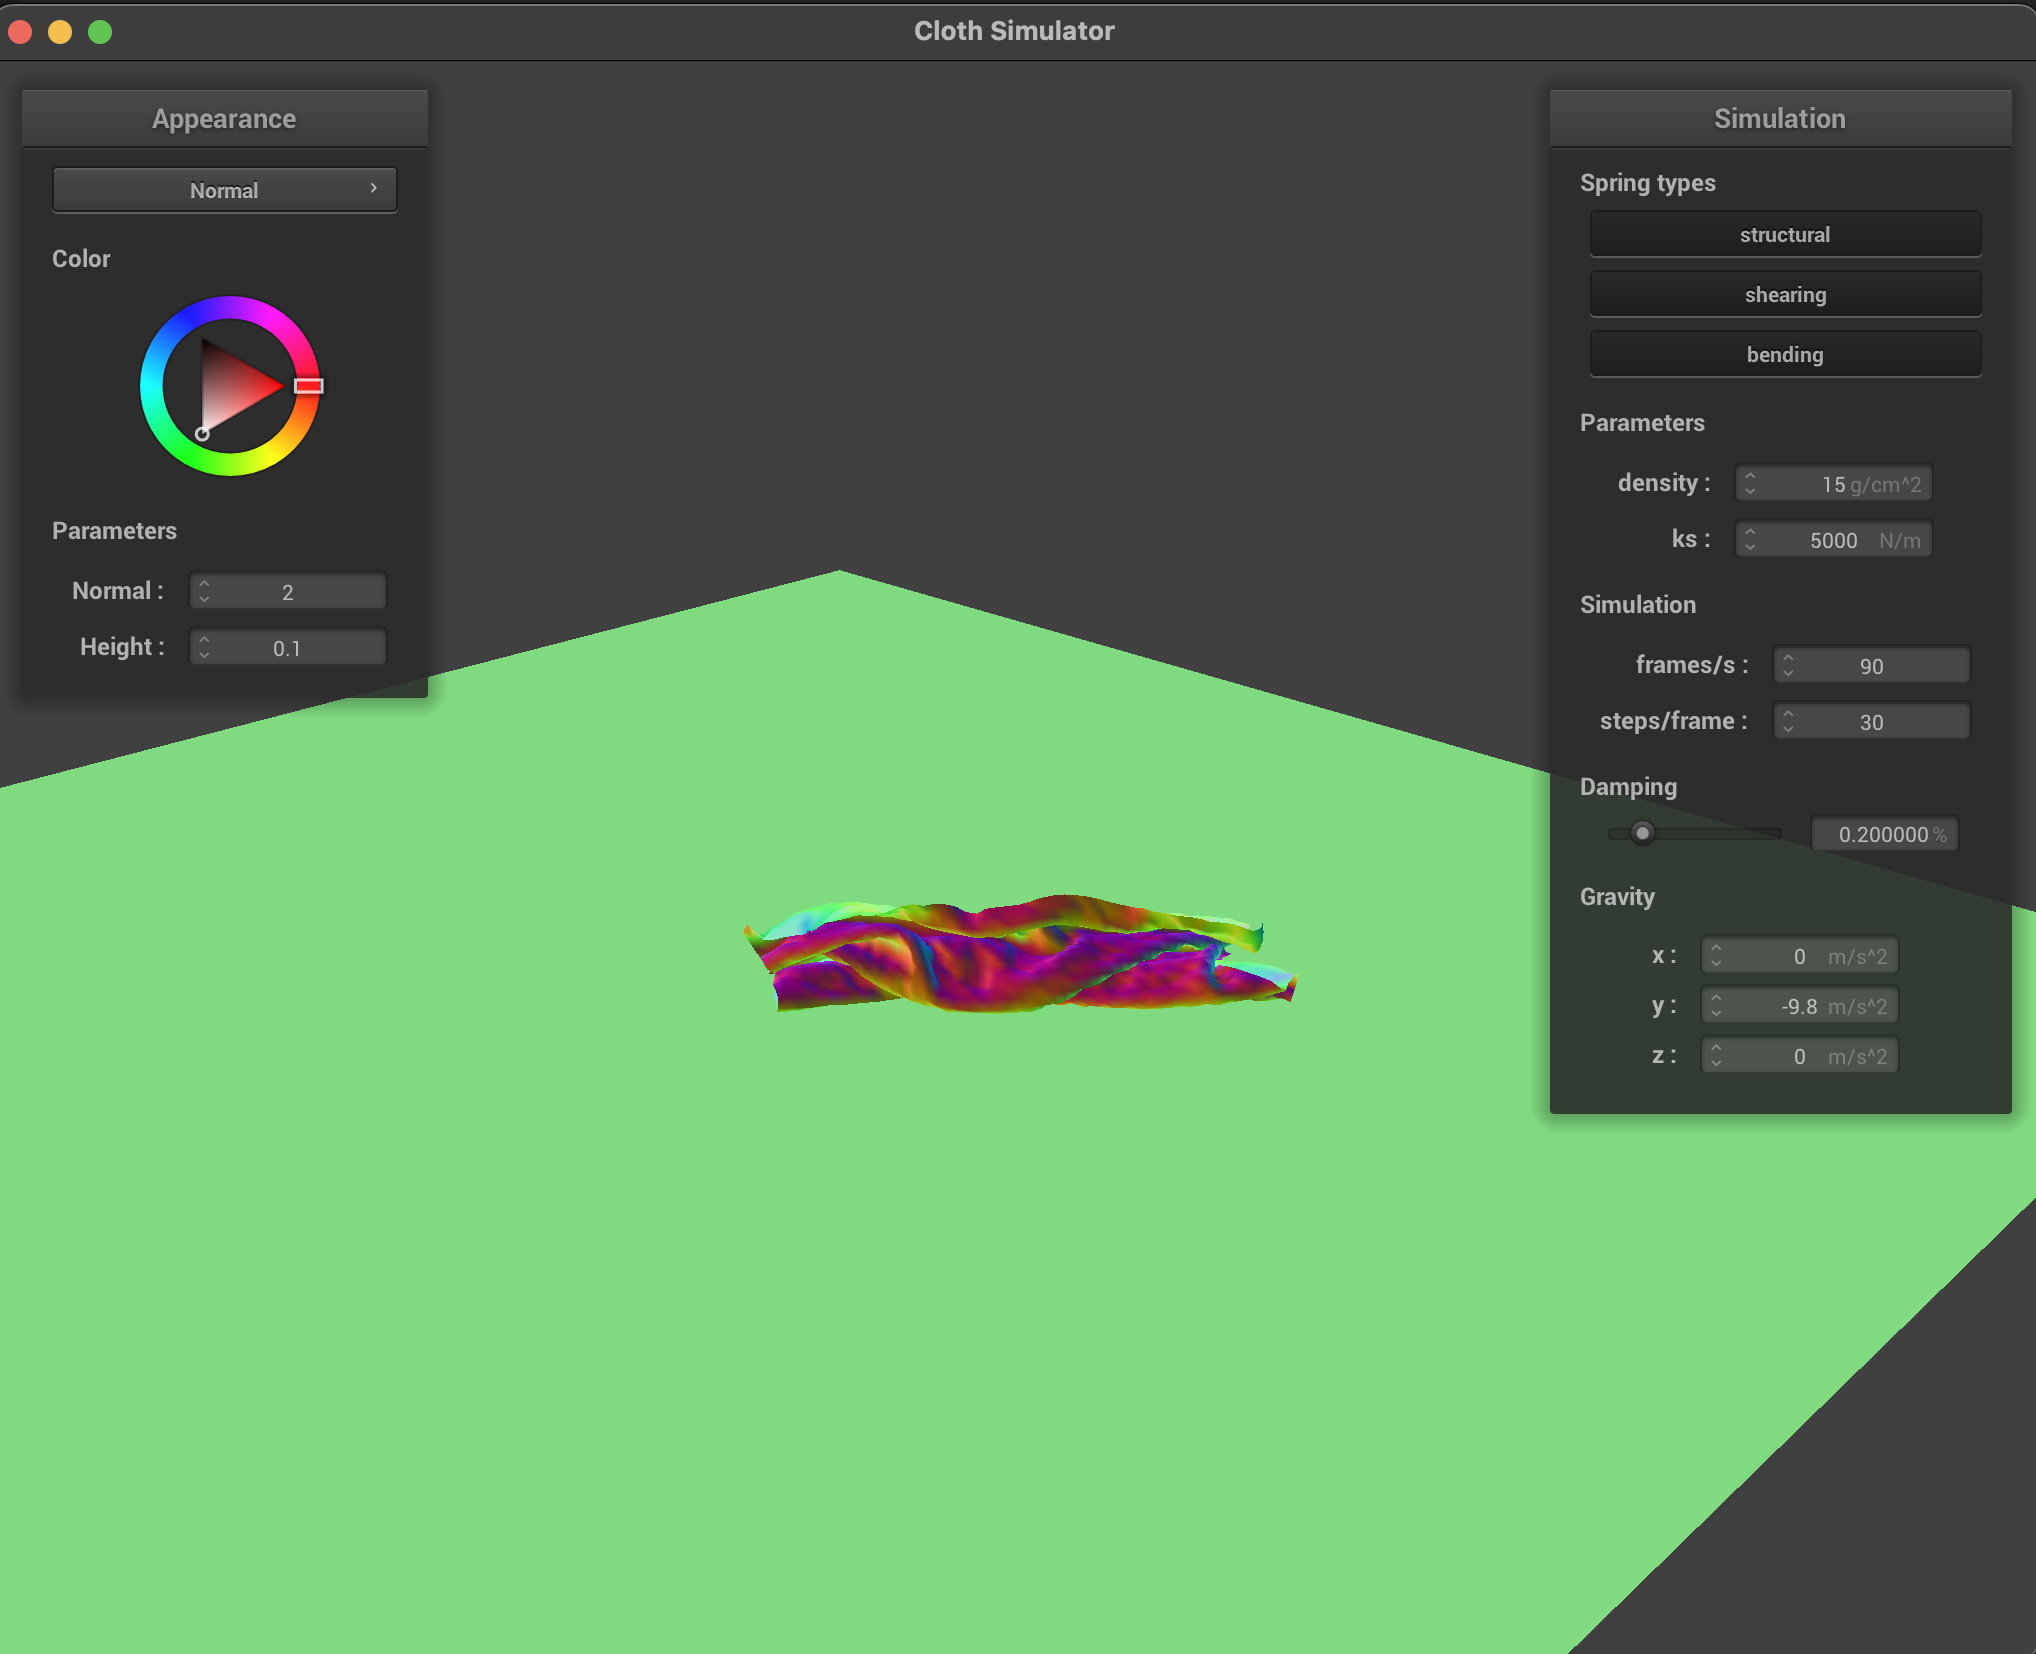 Cloth Simulator
Appearance
Normal
Color
Parameters
Normal : 2
Height : 0.1
Simulation
Spring types
structural
shearing
bending
Parameters
density : 15 g/cm^2
ks : 5000 N/m
Simulation
frames/s : 90
steps/frame : 30
Damping
0.200000 %
Gravity
x : 0 m/s^2
y : -9.8 m/s^2
z : 0 m/s^2